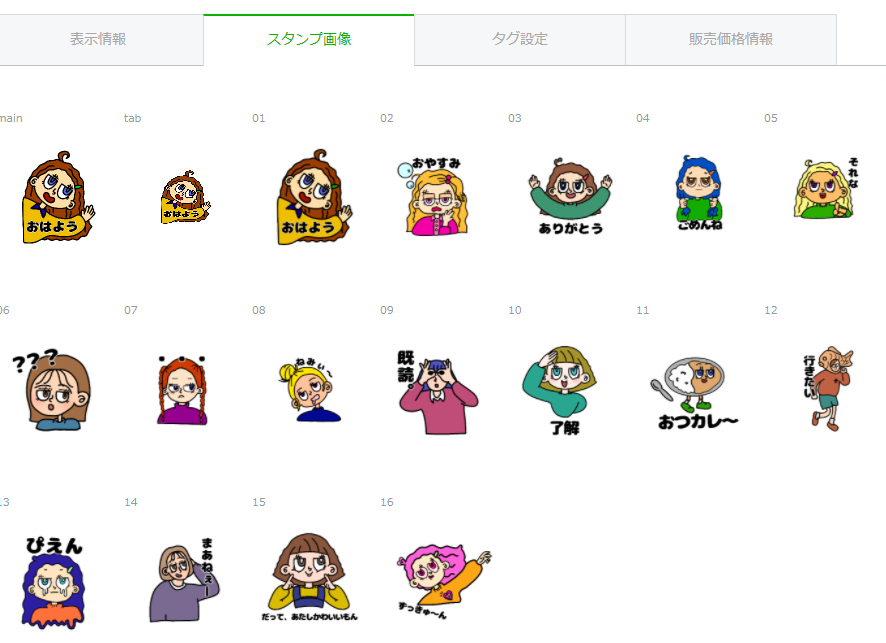 表示情報
スタンプ画像
タグ設定
販売価格情報
main
tab
01
02
03
04
05
おはよう
おはよう
おはよう
おやすみ
ありがとう
ごめんね
それな
06
07
08
09
10
11
12
???
・・・
ねみぃ〜
既読。
了解
おつカレ〜
行きたい。
13
14
15
16
ぴえん
まあねぇー
だって、あたしかわいいもん
ずっきゅ〜ん